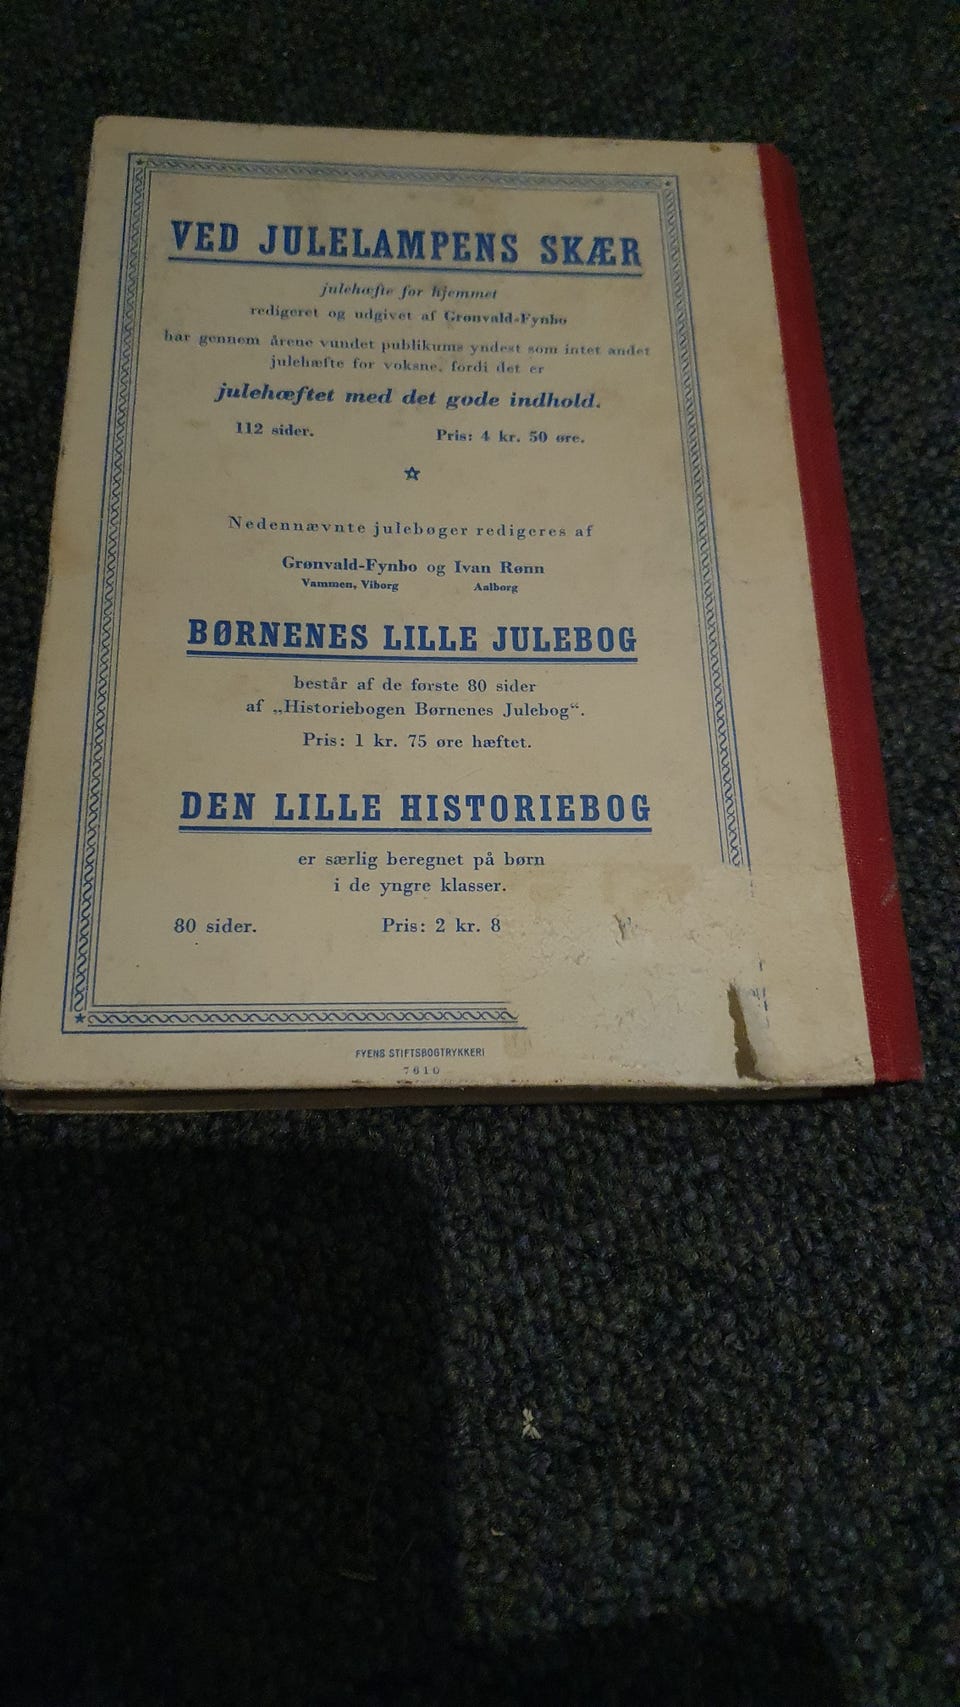 VED JULELAMPENS SKÆR
julehæfte for hjemmet
redigeret og udgivet af Grønvald-Fynbo
har gennem årene vundet publikums yndest som intet andet
julehæfte for voksne, fordi det er
julehæftet med det gode indhold.
112 sider. Pris: 4 kr. 50 øre.
Nedennævnte julebøger redigeres af
Grønvald-Fynbo og Ivan Rønn
Vammen, Viborg Aalborg
BØRNENES LILLE JULEBOG
består af de første 80 sider
af „Historiebogen Børnenes Julebog“.
Pris: 1 kr. 75 øre hæftet.
DEN LILLE HISTORIEBOG
er særlig beregnet på børn
i de yngre klasser.
80 sider. Pris: 2 kr. 8
FYENS STIFTSBOGTRYKKERI
7610